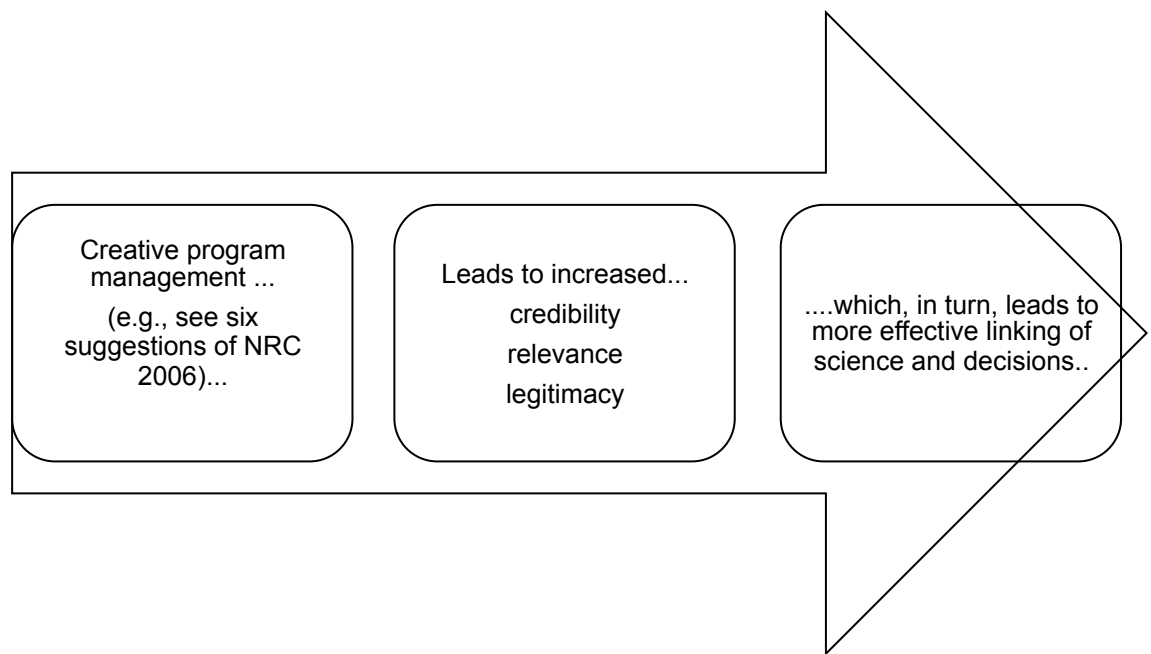 Creative program
management ...
(e.g., see six
suggestions of NRC
2006)...
Leads to increased...
credibility
relevance
legitimacy
....which, in turn, leads to
more effective linking of
science and decisions..